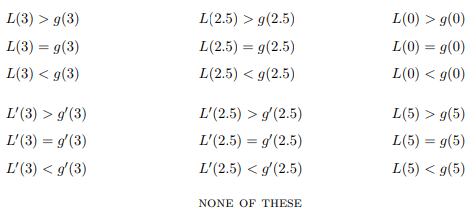 L(3) > g(3) L(2.5) > g(2.5) L(0) > g(0)
L(3) = g(3) L(2.5) = g(2.5) L(0) = g(0)
L(3) < g(3) L(2.5) < g(2.5) L(0) < g(0)
L′(3) > g′(3) L′(2.5) > g′(2.5) L(5) > g(5)
L′(3) = g′(3) L′(2.5) = g′(2.5) L(5) = g(5)
L′(3) < g′(3) L′(2.5) < g′(2.5) L(5) < g(5)
NONE OF THESE